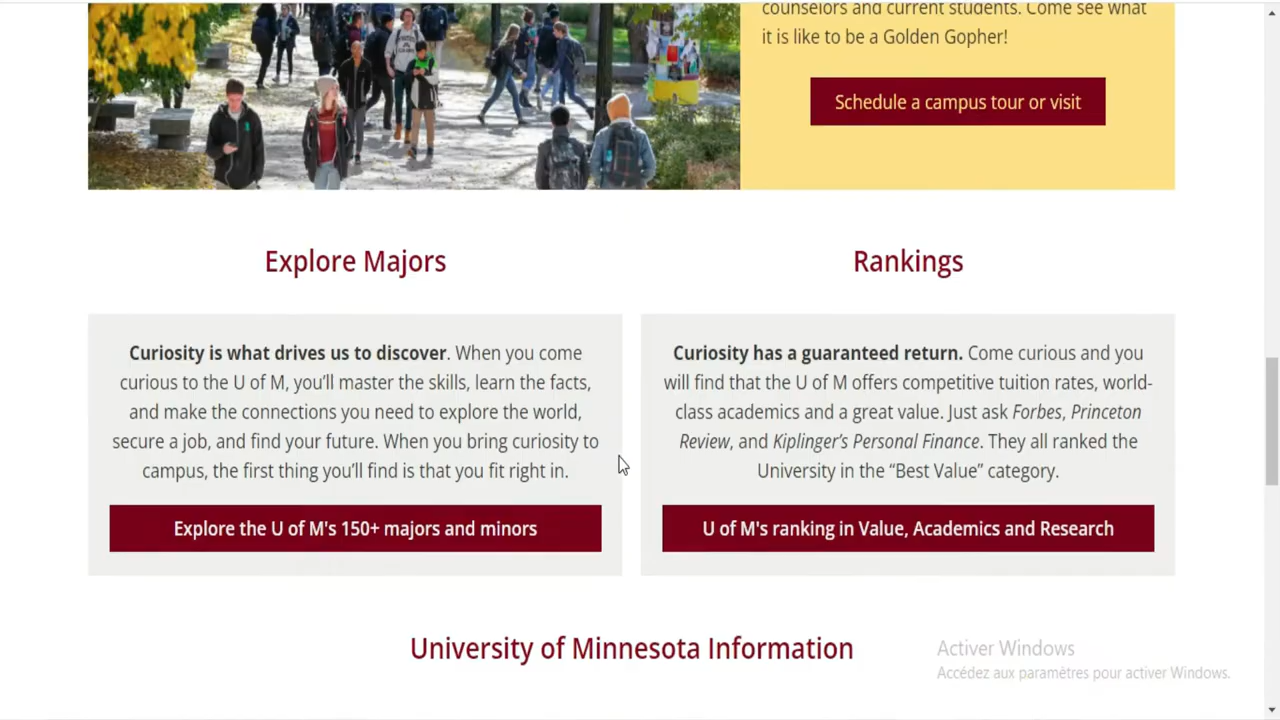 counselors and current students. Come see what
it is like to be a Golden Gopher!
Schedule a campus tour or visit
Explore Majors
Curiosity is what drives us to discover. When you come
curious to the U of M, you’ll master the skills, learn the facts,
and make the connections you need to explore the world,
secure a job, and find your future. When you bring curiosity to
campus, the first thing you’ll find is that you fit right in.
Explore the U of M's 150+ majors and minors
Rankings
Curiosity has a guaranteed return. Come curious and you
will find that the U of M offers competitive tuition rates, world-
class academics and a great value. Just ask Forbes, Princeton
Review, and Kiplinger’s Personal Finance. They all ranked the
University in the “Best Value” category.
U of M's ranking in Value, Academics and Research
University of Minnesota Information
Activer Windows
Accédez aux paramètres pour activer Windows.